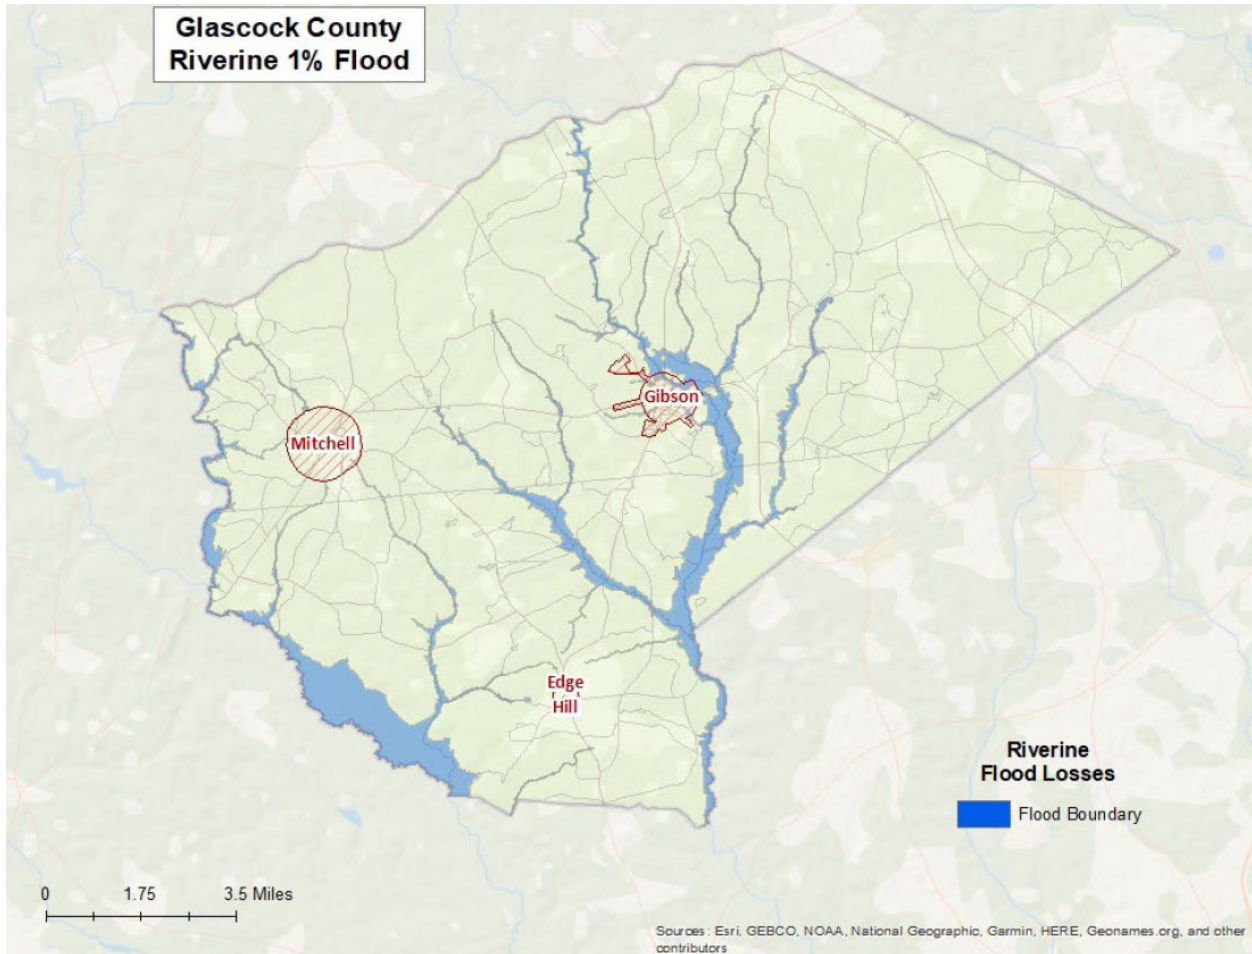 Glascock County
Riverine 1% Flood
Gibson
Mitchell
Edge
Hill
Riverine
Flood Losses
Flood Boundary
0 1.75 3.5 Miles
Sources: Esri, GEBCO, NOAA, National Geographic, Garmin, HERE, Geonames.org, and other
contributors